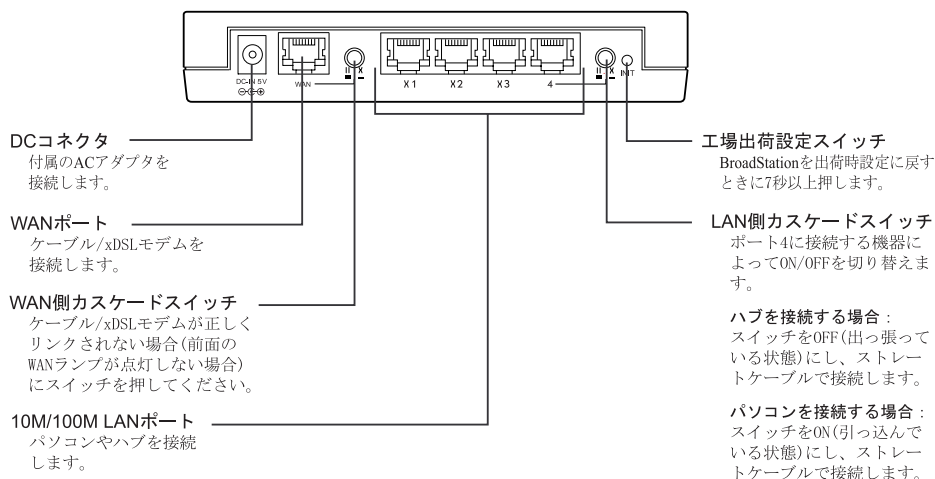 DC-IN 5V
WAN
II X
X1
X2
X3
4
II X
INIT
DCコネクタ
付属のACアダプタを
接続します。
WANポート
ケーブル/xDSLモデムを
接続します。
WAN側カスケードスイッチ
ケーブル/xDSLモデムが正しく
リンクされない場合(前面の
WANランプが点灯しない場合)
にスイッチを押してください。
10M/100M LANポート
パソコンやハブを接続
します。
工場出荷設定スイッチ
BroadStationを出荷時設定に戻す
ときに7秒以上押します。
LAN側カスケードスイッチ
ポート4に接続する機器に
よってON/OFFを切り替えま
す。
ハブを接続する場合：
スイッチをOFF(出っ張って
いる状態)にし、ストレー
トケーブルで接続します。
パソコンを接続する場合：
スイッチをON(引っ込んで
いる状態)にし、ストレー
トケーブルで接続します。